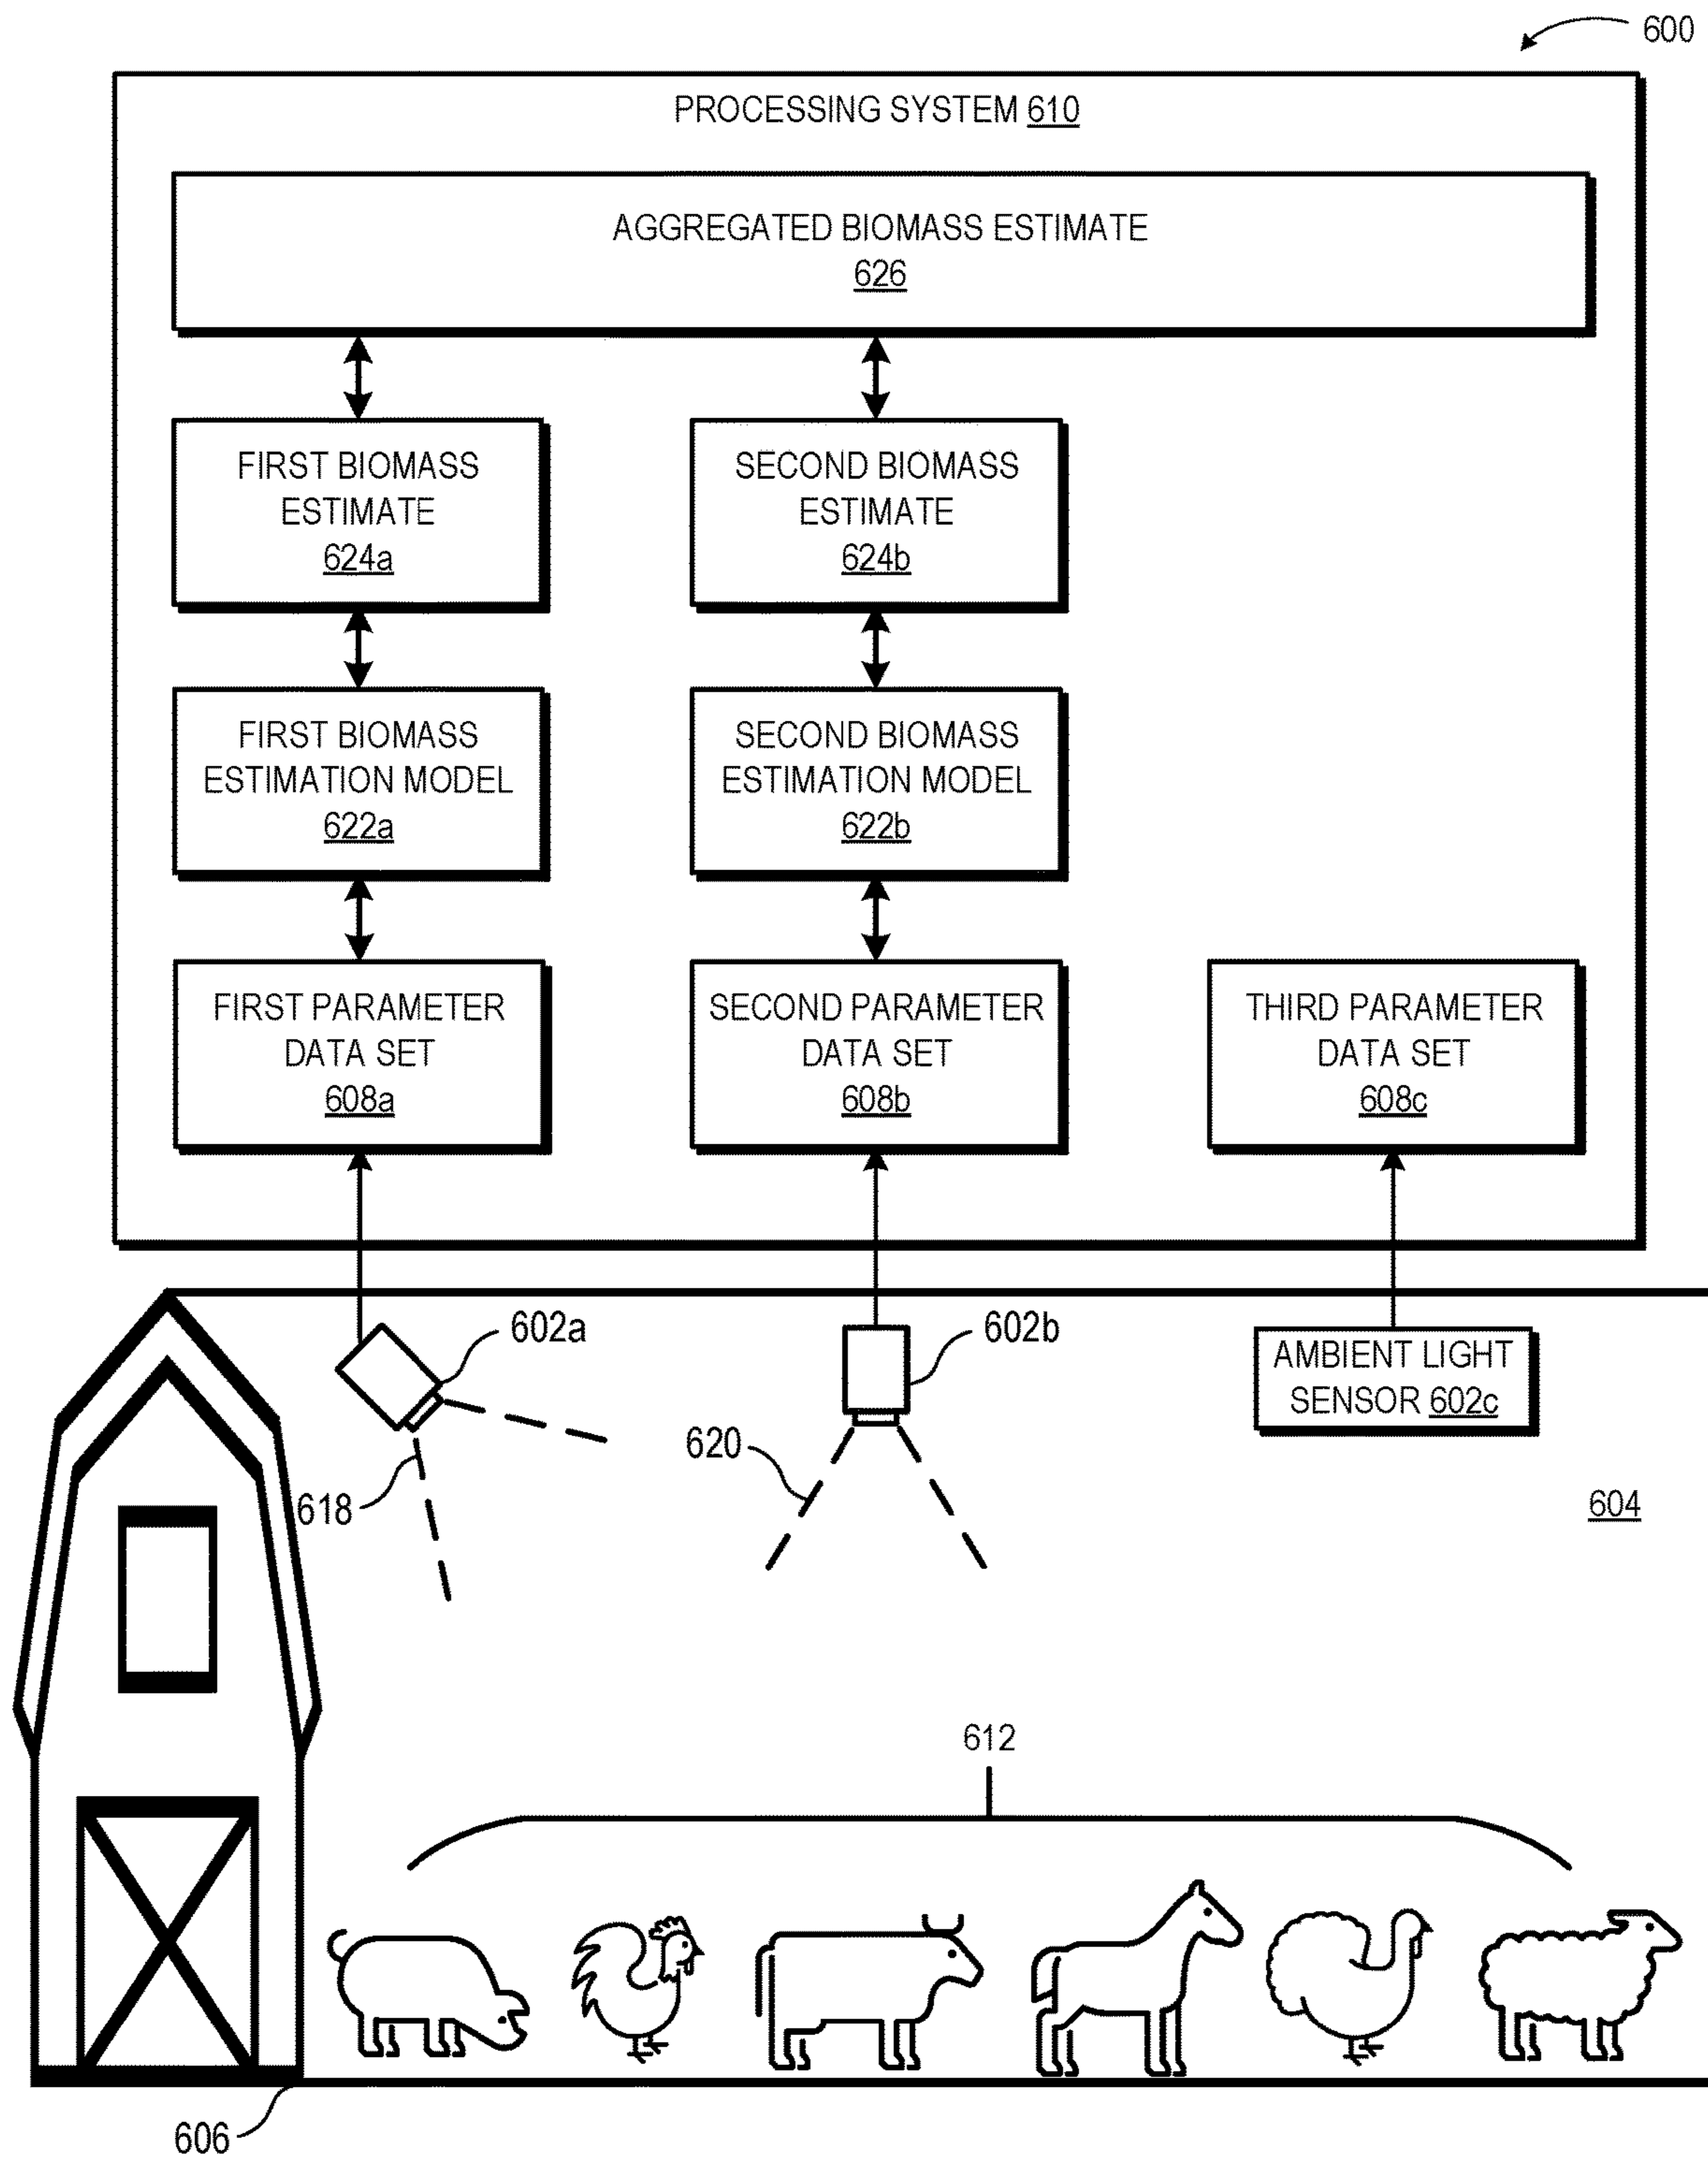 600
PROCESSING SYSTEM 610
AGGREGATED BIOMASS ESTIMATE
626
FIRST BIOMASS
ESTIMATE
624a
SECOND BIOMASS
ESTIMATE
624b
FIRST BIOMASS
ESTIMATION MODEL
622a
SECOND BIOMASS
ESTIMATION MODEL
622b
FIRST PARAMETER
DATA SET
608a
SECOND PARAMETER
DATA SET
608b
THIRD PARAMETER
DATA SET
608c
602a
602b
AMBIENT LIGHT
SENSOR 602c
620
618
604
612
606